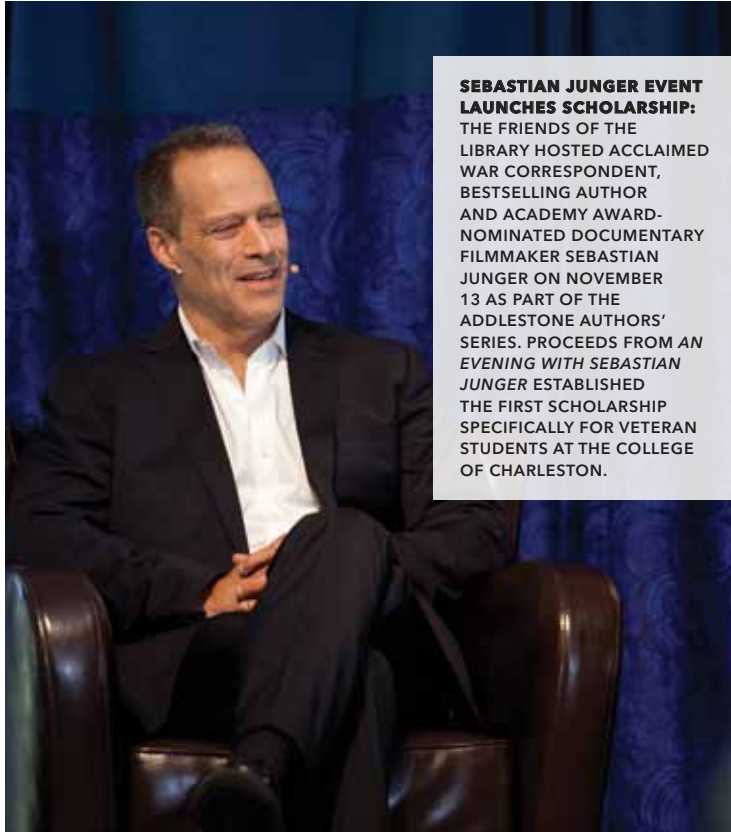 SEBASTIAN JUNGER EVENT
LAUNCHES SCHOLARSHIP:
THE FRIENDS OF THE
LIBRARY HOSTED ACCLAIMED
WAR CORRESPONDENT,
BESTSELLING AUTHOR
AND ACADEMY AWARD-
NOMINATED DOCUMENTARY
FILMMAKER SEBASTIAN
JUNGER ON NOVEMBER
13 AS PART OF THE
ADDLESTONE AUTHORS’
SERIES. PROCEEDS FROM AN
EVENING WITH SEBASTIAN
JUNGER ESTABLISHED
THE FIRST SCHOLARSHIP
SPECIFICALLY FOR VETERAN
STUDENTS AT THE COLLEGE
OF CHARLESTON.